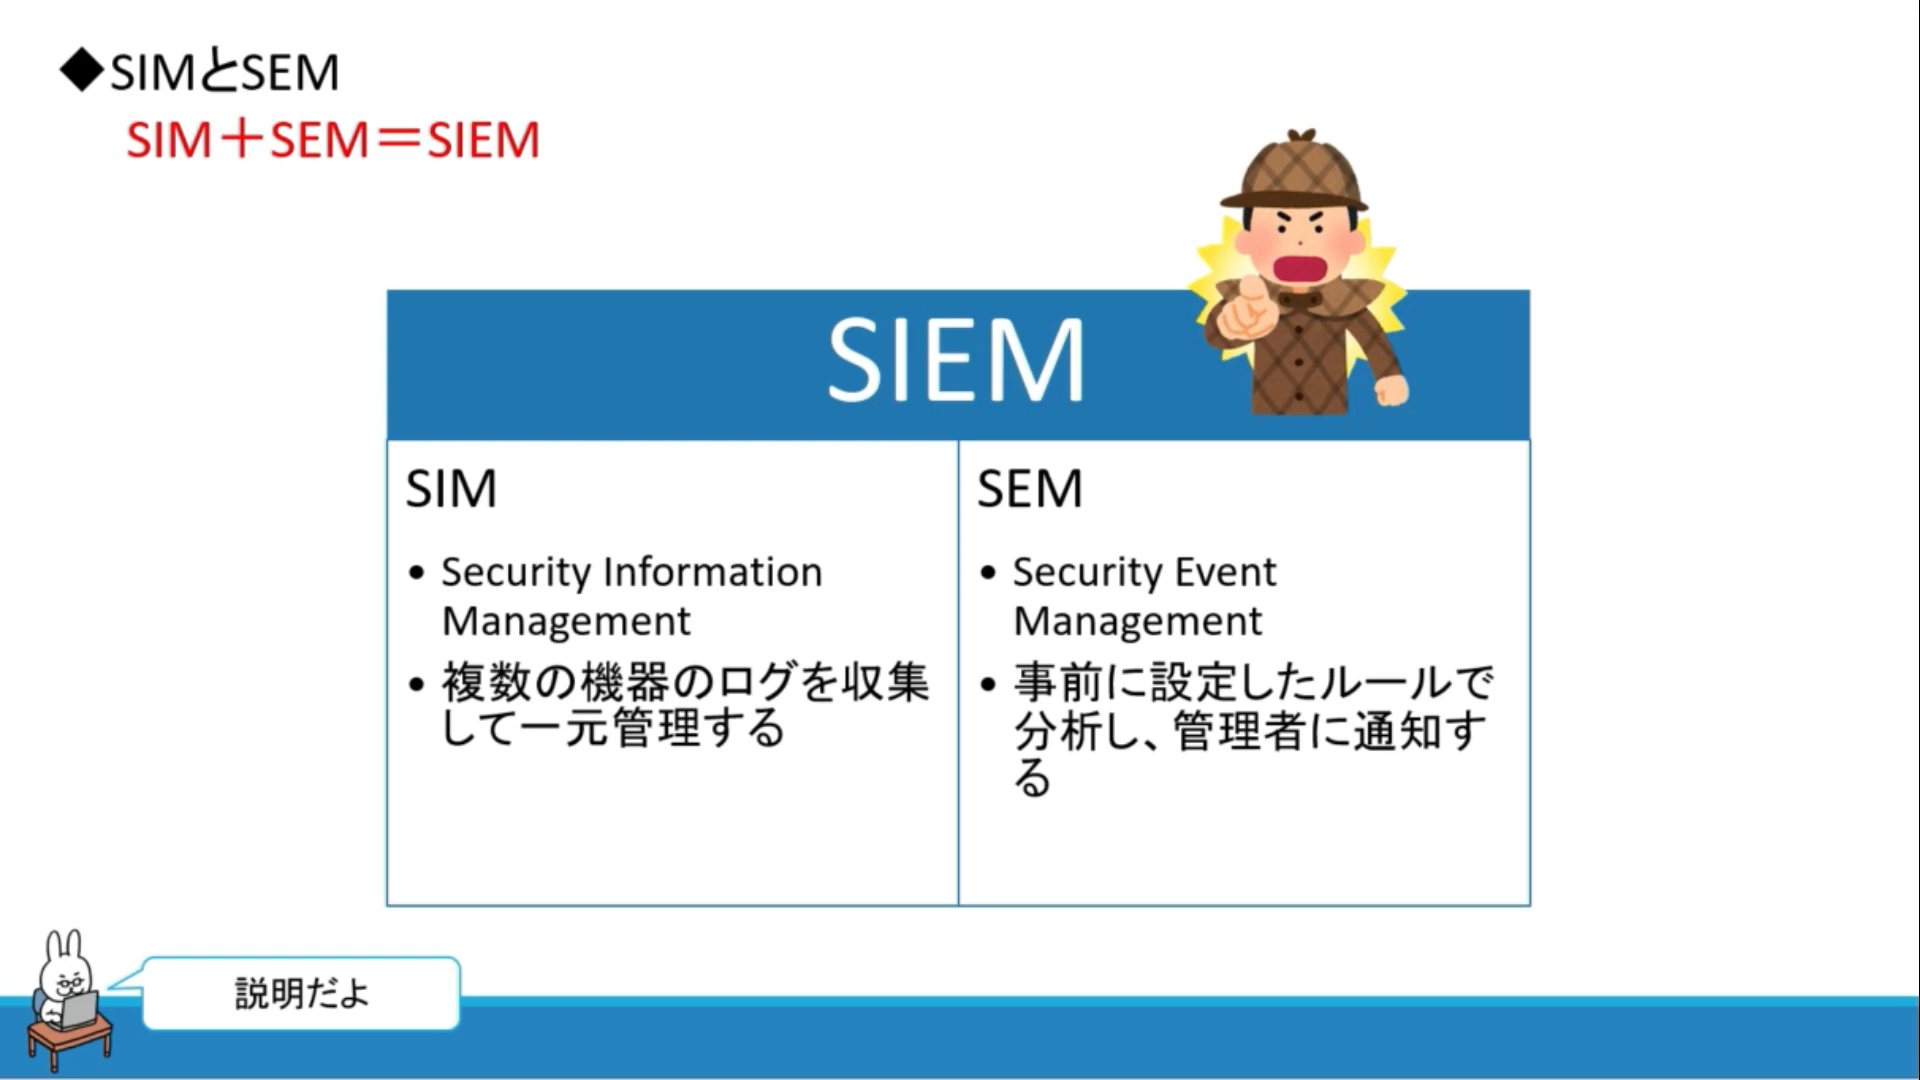 ◆SIMとSEM
SIM＋SEM＝SIEM
SIEM
SIM
• Security Information
Management
• 複数の機器のログを収集
して一元管理する
SEM
• Security Event
Management
• 事前に設定したルールで
分析し、管理者に通知す
る
説明だよ